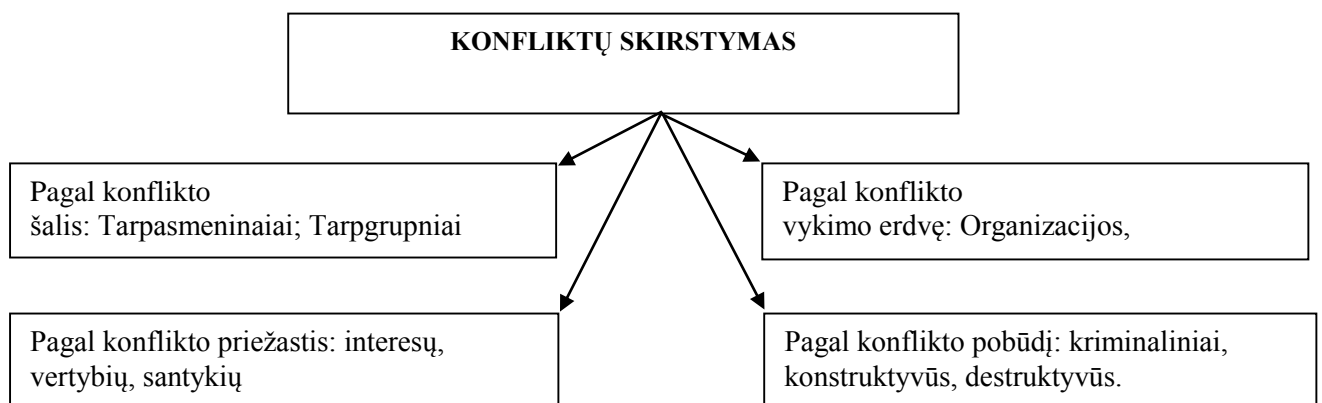 KONFLIKTŲ SKIRSTYMAS
Pagal konflikto
šalis: Tarpasmeninaiai; Tarpgrupniai
Pagal konflikto
vykimo erdvę: Organizacijos,
Pagal konflikto priežastis: interesų,
vertybių, santykių
Pagal konflikto pobūdį: kriminaliniai,
konstruktyvūs, destruktyvūs.